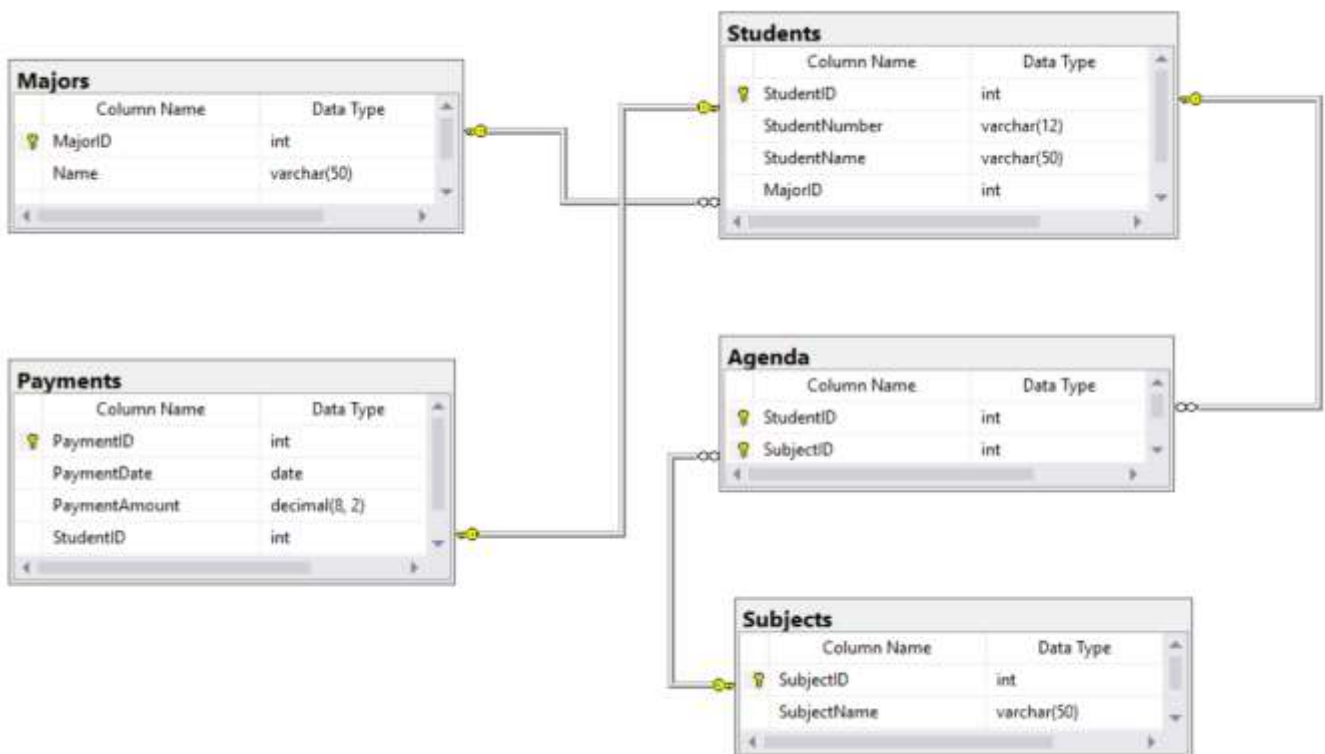 Majors
Column Name Data Type
MajorID int
Name varchar(50)
Students
Column Name Data Type
StudentID int
StudentNumber varchar(12)
StudentName varchar(50)
MajorID int
Payments
Column Name Data Type
PaymentID int
PaymentDate date
PaymentAmount decimal(8, 2)
StudentID int
Agenda
Column Name Data Type
StudentID int
SubjectID int
Subjects
Column Name Data Type
SubjectID int
SubjectName varchar(50)